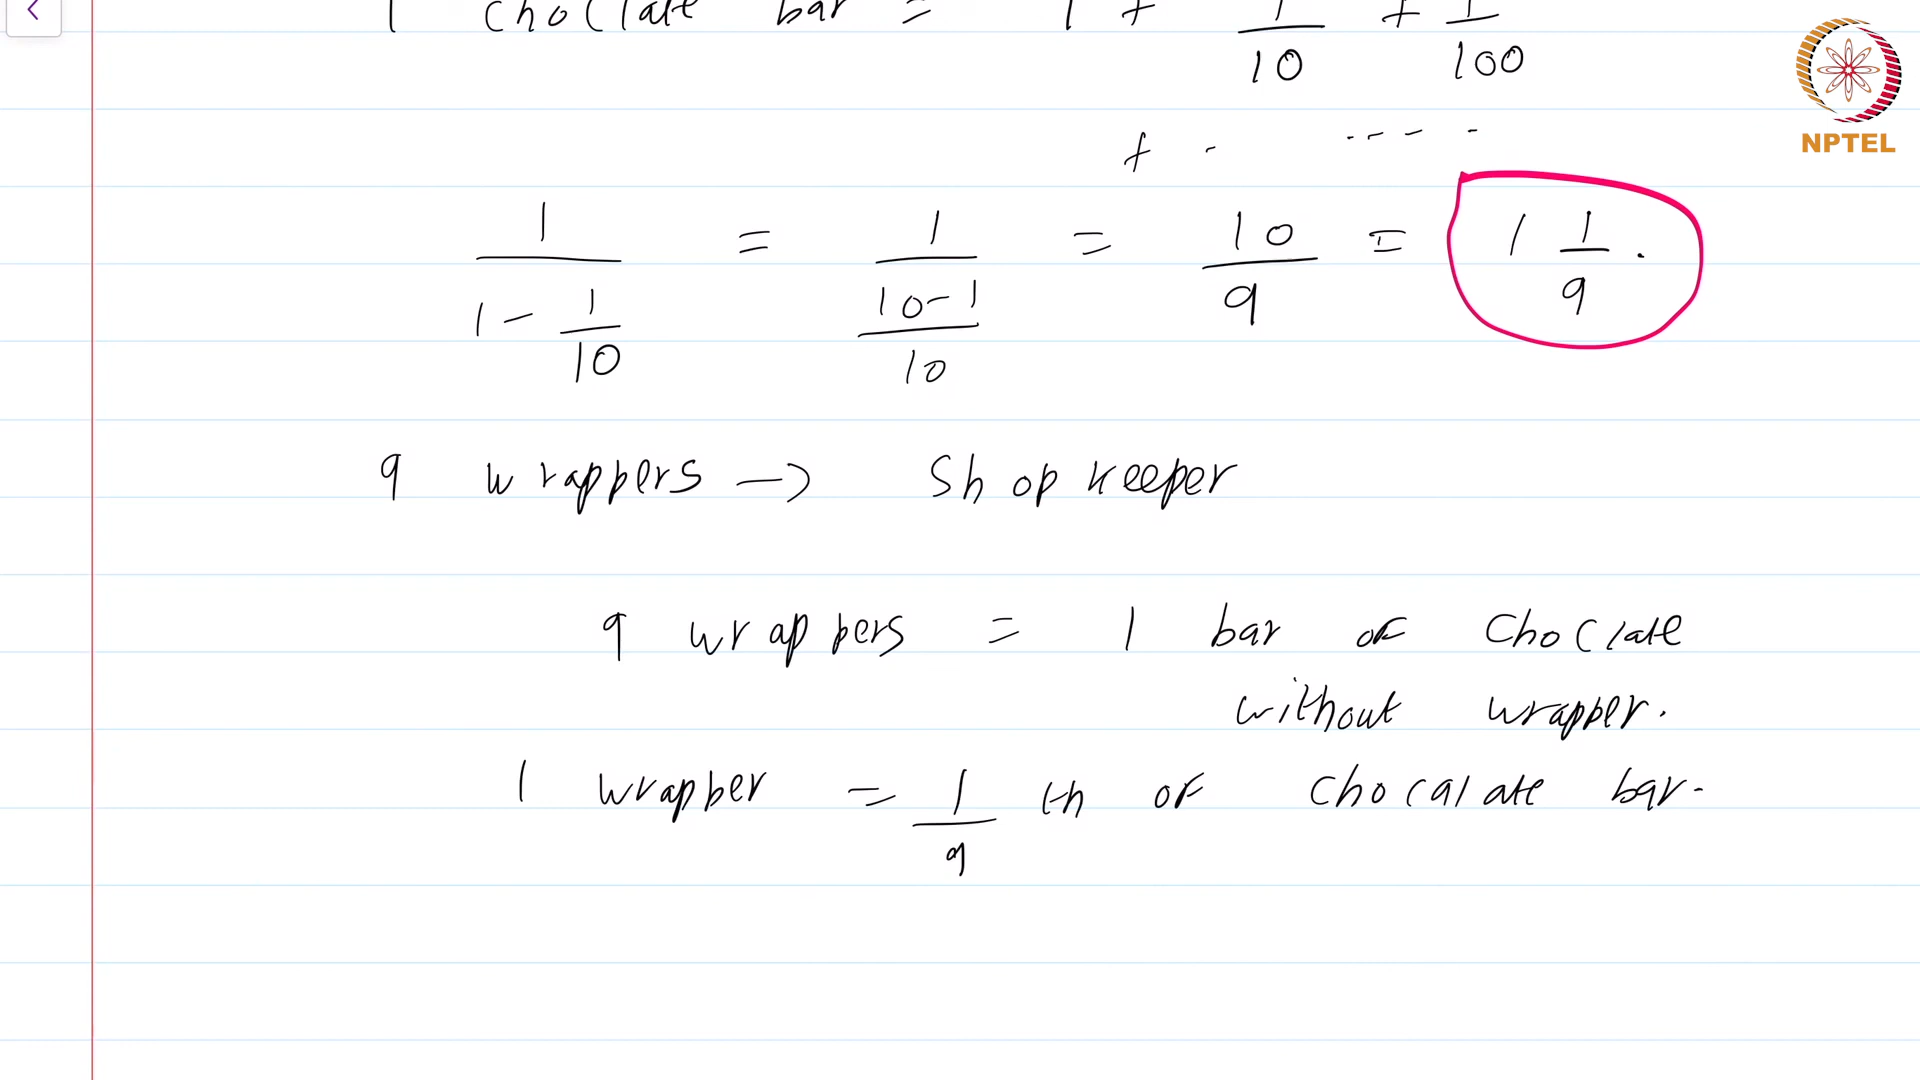 1 choclate bar = 1 + 1/10 + 1/100
+ - --- -
1/(1 - 1/10) = 1/((10-1)/10) = 10/9 = 1 1/9.
9 wrappers -> Shopkeeper
9 wrappers = 1 bar of choclate
without wrapper.
1 wrapper = 1/9 th of chocalate bar.
NPTEL